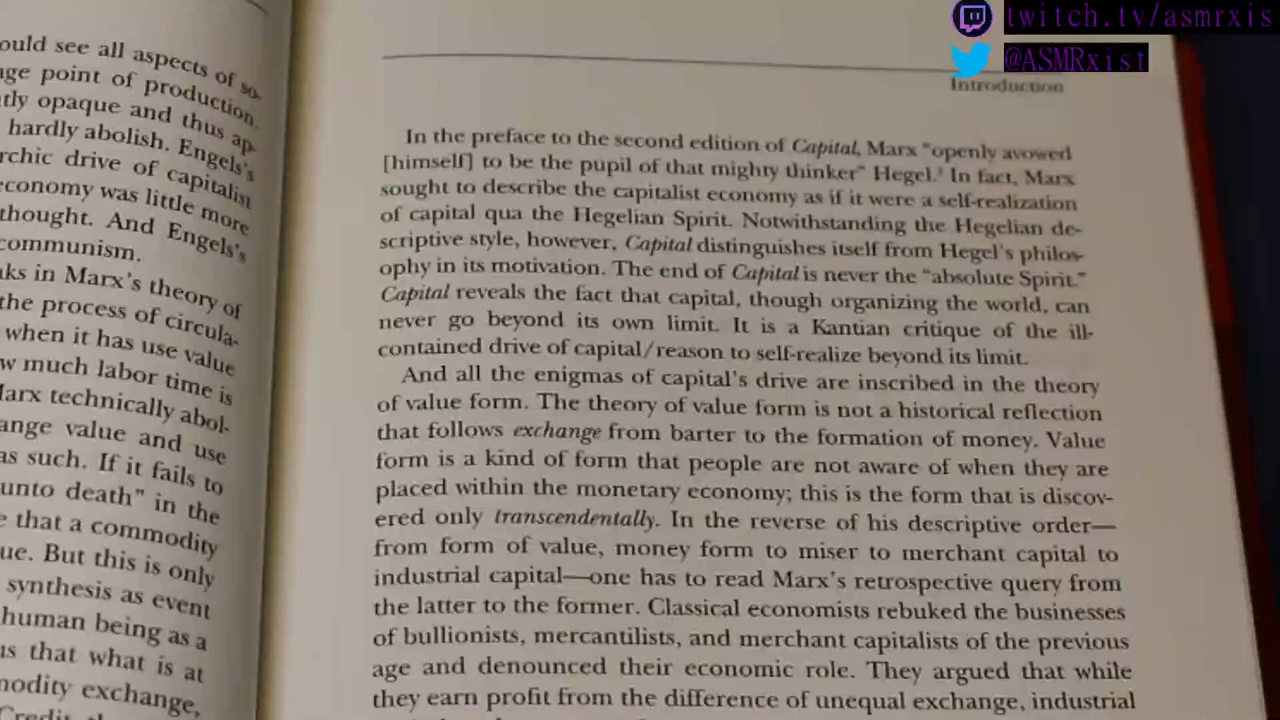 twitch.tv/asmrxis
@ASMRxist
ould see all aspects of so-
age point of production.
tly opaque and thus ap-
hardly abolish. Engels's
rchic drive of capitalist
economy was little more
thought. And Engels's
communism.
ks in Marx's theory of
the process of circula-
when it has use value
w much labor time is
Marx technically abol-
ange value and use
as such. If it fails to
unto death" in the
e that a commodity
ue. But this is only
synthesis as event
human being as a
us that what is at
modity exchange,
Introduction
In the preface to the second edition of Capital, Marx "openly avowed
[himself] to be the pupil of that mighty thinker" Hegel. In fact, Marx
sought to describe the capitalist economy as if it were a self-realization
of capital qua the Hegelian Spirit. Notwithstanding the Hegelian de-
scriptive style, however, Capital distinguishes itself from Hegel's philos-
ophy in its motivation. The end of Capital is never the "absolute Spirit."
Capital reveals the fact that capital, though organizing the world, can
never go beyond its own limit. It is a Kantian critique of the ill-
contained drive of capital/reason to self-realize beyond its limit.
And all the enigmas of capital's drive are inscribed in the theory
of value form. The theory of value form is not a historical reflection
that follows exchange from barter to the formation of money. Value
form is a kind of form that people are not aware of when they are
placed within the monetary economy; this is the form that is discov-
ered only transcendentally. In the reverse of his descriptive order—
from form of value, money form to miser to merchant capital to
industrial capital—one has to read Marx's retrospective query from
the latter to the former. Classical economists rebuked the businesses
of bullionists, mercantilists, and merchant capitalists of the previous
age and denounced their economic role. They argued that while
they earn profit from the difference of unequal exchange, industrial